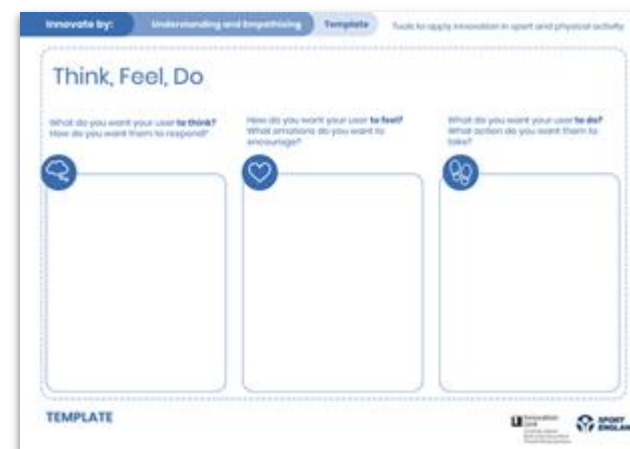 Innovate by: Understanding and Empathising Template Tools to apply innovation in sport and physical activity
Think, Feel, Do
What do you want your user to think?
How do you want them to respond?
How do you want your user to feel?
What emotions do you want to
encourage?
What do you want your user to do?
What action do you want them to
take?
TEMPLATE
Innovation
Unit
SPORT
ENGLAND